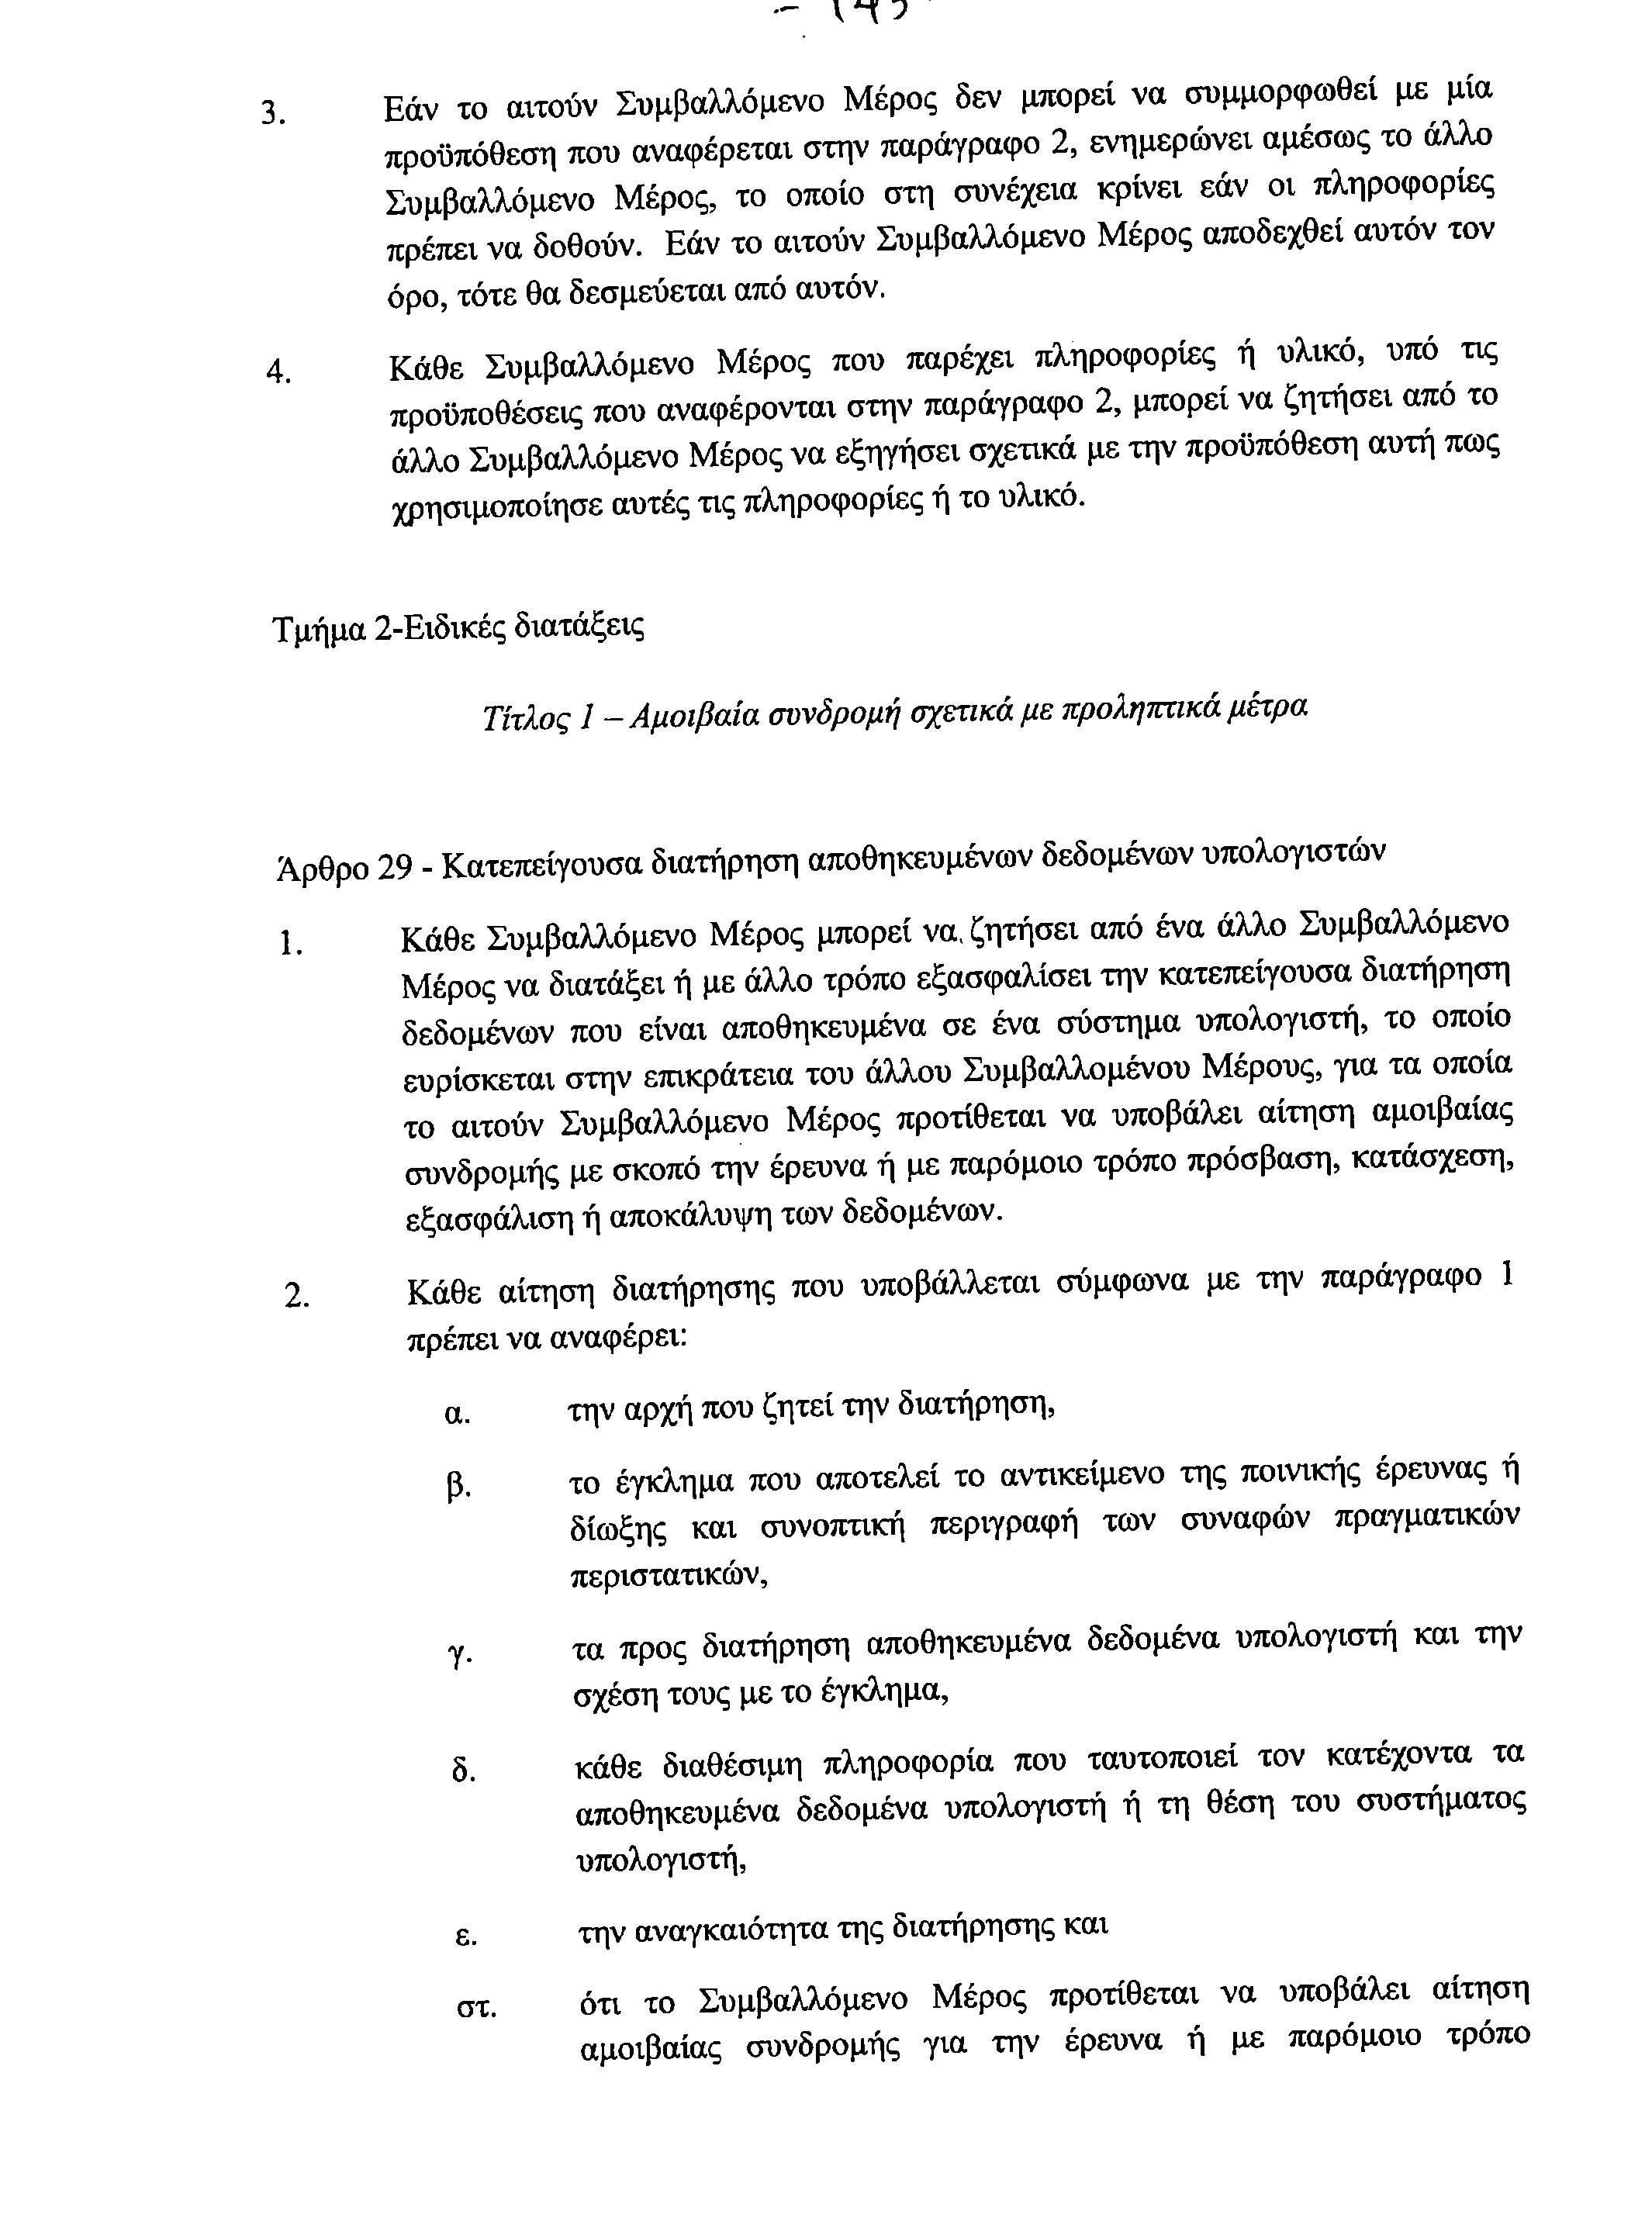 3. Εάν το αιτούν Συμβαλλόμενο Μέρος δεν μπορεί να συμμορφωθεί με μία
προϋπόθεση που αναφέρεται στην παράγραφο 2, ενημερώνει αμέσως το άλλο
Συμβαλλόμενο Μέρος, το οποίο στη συνέχεια κρίνει εάν οι πληροφορίες
πρέπει να δοθούν. Εάν το αιτούν Συμβαλλόμενο Μέρος αποδεχθεί αυτόν τον
όρο, τότε θα δεσμεύεται από αυτόν.
4. Κάθε Συμβαλλόμενο Μέρος που παρέχει πληροφορίες ή υλικό, υπό τις
προϋποθέσεις που αναφέρονται στην παράγραφο 2, μπορεί να ζητήσει από το
άλλο Συμβαλλόμενο Μέρος να εξηγήσει σχετικά με την προϋπόθεση αυτή πως
χρησιμοποίησε αυτές τις πληροφορίες ή το υλικό.
Τμήμα 2-Ειδικές διατάξεις
Τίτλος 1 – Αμοιβαία συνδρομή σχετικά με προληπτικά μέτρα
Άρθρο 29 - Κατεπείγουσα διατήρηση αποθηκευμένων δεδομένων υπολογιστών
1. Κάθε Συμβαλλόμενο Μέρος μπορεί να ζητήσει από ένα άλλο Συμβαλλόμενο
Μέρος να διατάξει ή με άλλο τρόπο εξασφαλίσει την κατεπείγουσα διατήρηση
δεδομένων που είναι αποθηκευμένα σε ένα σύστημα υπολογιστή, το οποίο
ευρίσκεται στην επικράτεια του άλλου Συμβαλλομένου Μέρους, για τα οποία
το αιτούν Συμβαλλόμενο Μέρος προτίθεται να υποβάλει αίτηση αμοιβαίας
συνδρομής με σκοπό την έρευνα ή με παρόμοιο τρόπο πρόσβαση, κατάσχεση,
εξασφάλιση ή αποκάλυψη των δεδομένων.
2. Κάθε αίτηση διατήρησης που υποβάλλεται σύμφωνα με την παράγραφο 1
πρέπει να αναφέρει:
α. την αρχή που ζητεί την διατήρηση,
β. το έγκλημα που αποτελεί το αντικείμενο της ποινικής έρευνας ή
δίωξης και συνοπτική περιγραφή των συναφών πραγματικών
περιστατικών,
γ. τα προς διατήρηση αποθηκευμένα δεδομένα υπολογιστή και την
σχέση τους με το έγκλημα,
δ. κάθε διαθέσιμη πληροφορία που ταυτοποιεί τον κατέχοντα τα
αποθηκευμένα δεδομένα υπολογιστή ή τη θέση του συστήματος
υπολογιστή,
ε. την αναγκαιότητα της διατήρησης και
στ. ότι το Συμβαλλόμενο Μέρος προτίθεται να υποβάλει αίτηση
αμοιβαίας συνδρομής για την έρευνα ή με παρόμοιο τρόπο